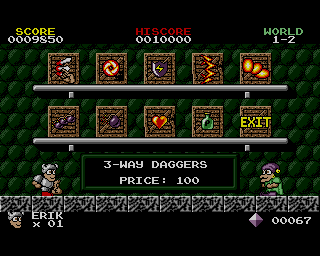 SCORE HISCORE WORLD
0009850 0010000 1-2
EXIT
3-WAY DAGGERS
PRICE: 100
ERIK
x 01 00067